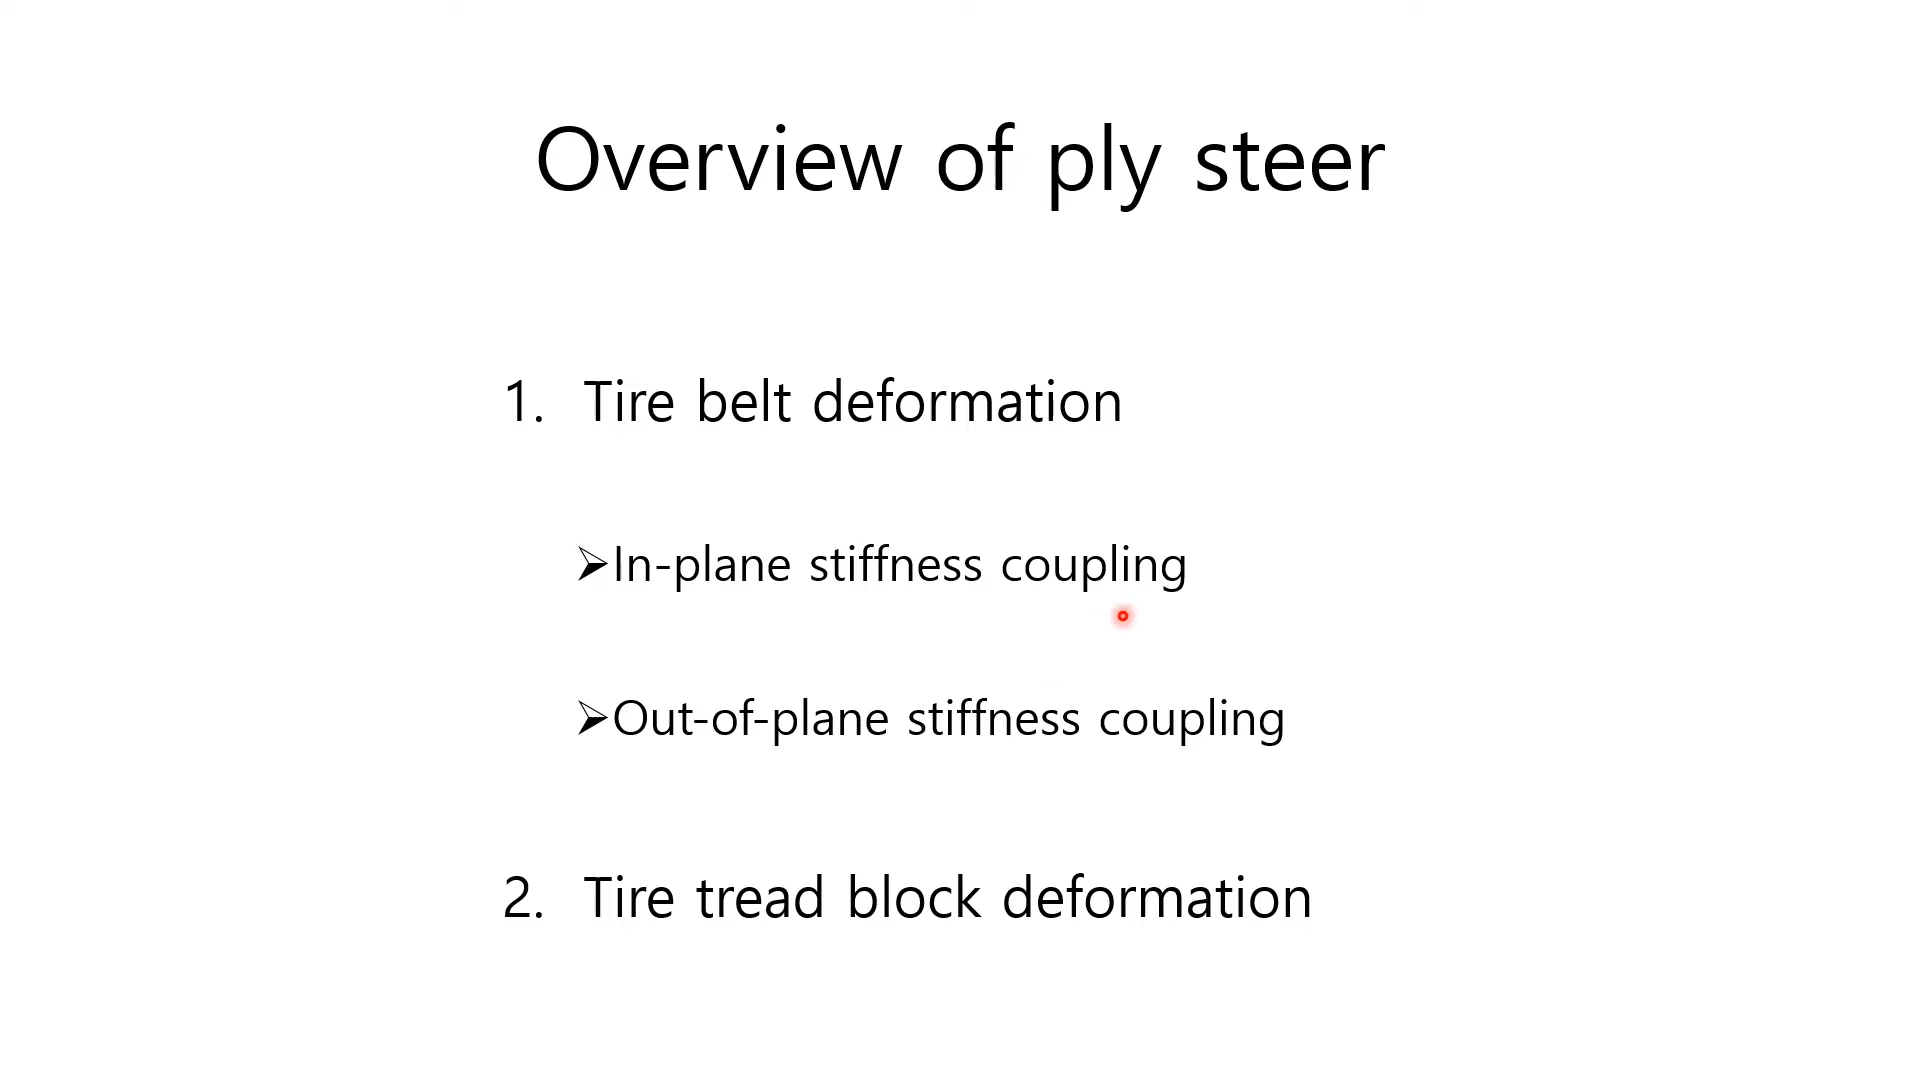 Overview of ply steer
1. Tire belt deformation
➢In-plane stiffness coupling
➢Out-of-plane stiffness coupling
2. Tire tread block deformation